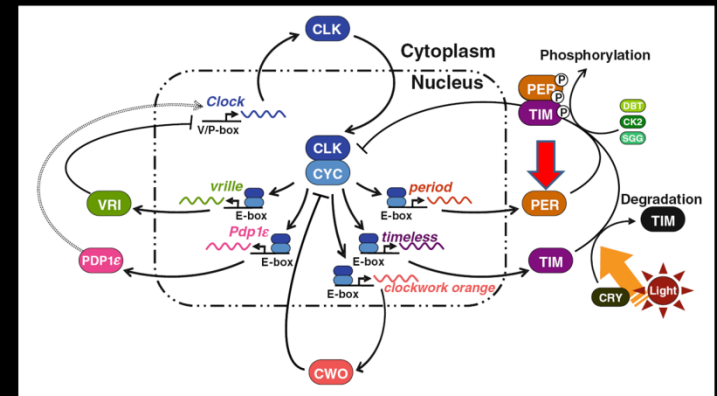 CLK
Cytoplasm
Nucleus
Phosphorylation
Clock
V/P-box
PER
P
P
TIM
P
DBT
CK2
SGG
CLK
CYC
vrille
E-box
period
E-box
VRI
PER
Degradation
TIM
Pdp1ε
E-box
timeless
E-box
PDP1ε
TIM
clockwork orange
E-box
CRY
Light
CWO